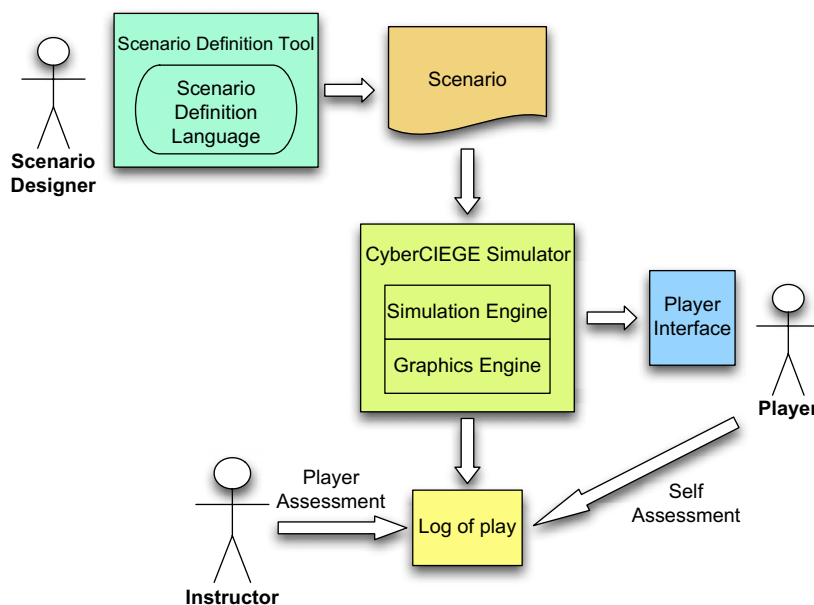 Scenario Definition Tool
Scenario
Definition
Language
Scenario
Designer
Scenario
CyberCIEGE Simulator
Simulation Engine
Graphics Engine
Player
Interface
Player
Player
Assessment
Instructor
Log of play
Self
Assessment